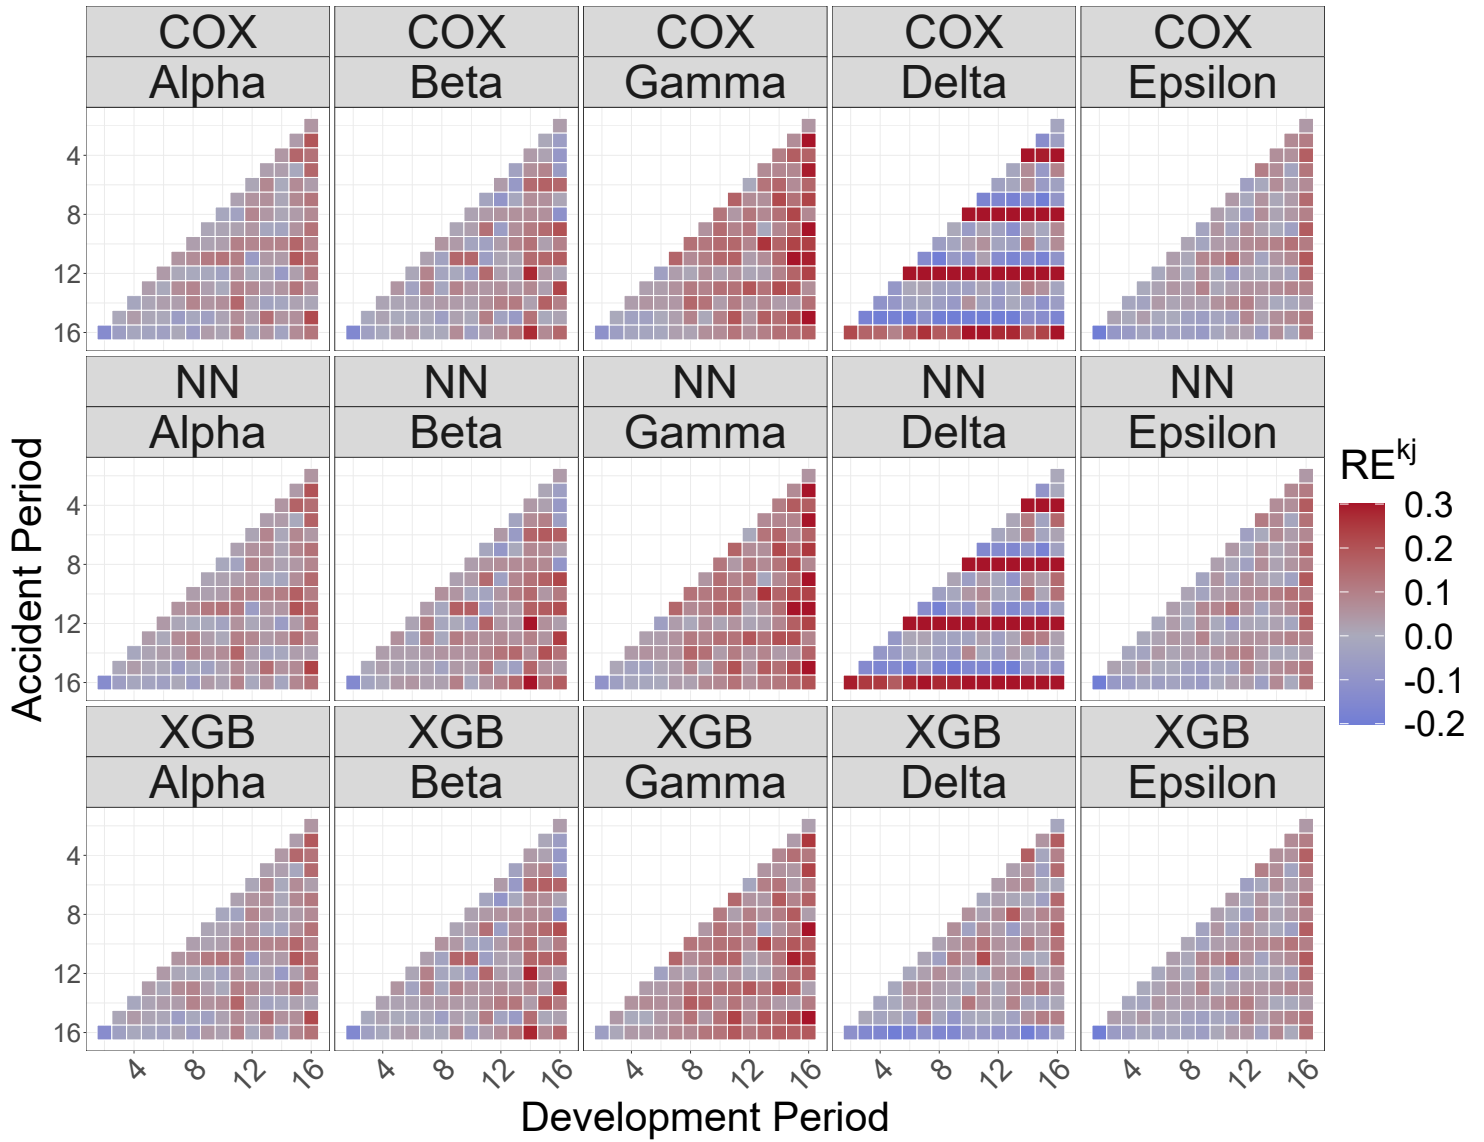 COX COX COX COX COX
Alpha Beta Gamma Delta Epsilon
4
8
12
16
NN NN NN NN NN
Alpha Beta Gamma Delta Epsilon
4
8
12
16
XGB XGB XGB XGB XGB
Alpha Beta Gamma Delta Epsilon
4
8
12
16
4 8 12 16 4 8 12 16 4 8 12 16 4 8 12 16 4 8 12 16
Development Period
Accident Period
RE^kj
0.3
0.2
0.1
0.0
-0.1
-0.2